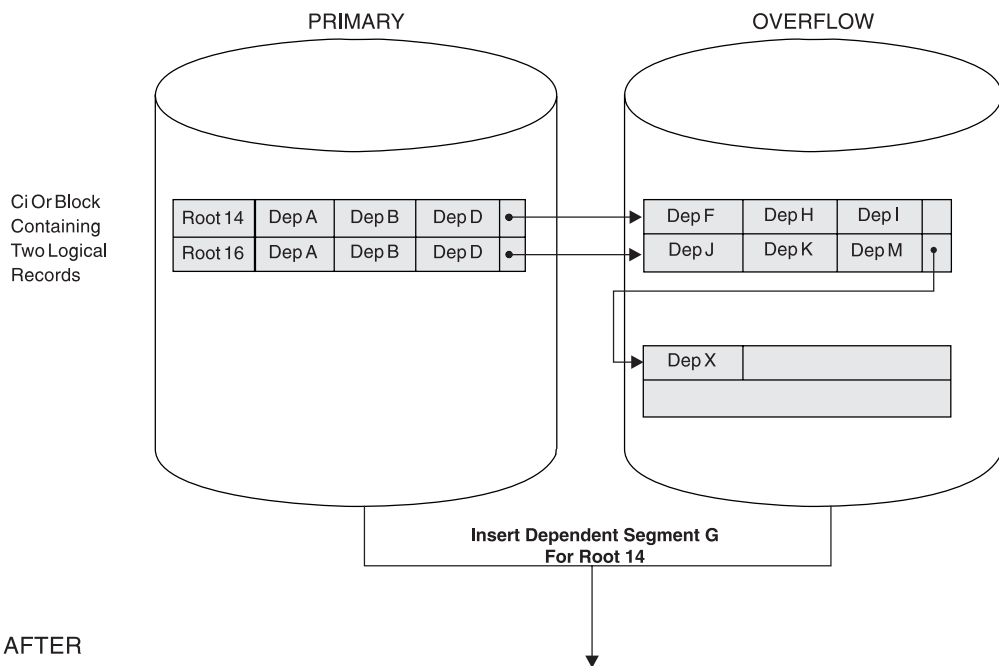 PRIMARY
OVERFLOW
Ci Or Block
Containing
Two Logical
Records
Root 14 Dep A Dep B Dep D
Root 16 Dep A Dep B Dep D
Dep F Dep H Dep I
Dep J Dep K Dep M
Dep X
Insert Dependent Segment G
For Root 14
AFTER